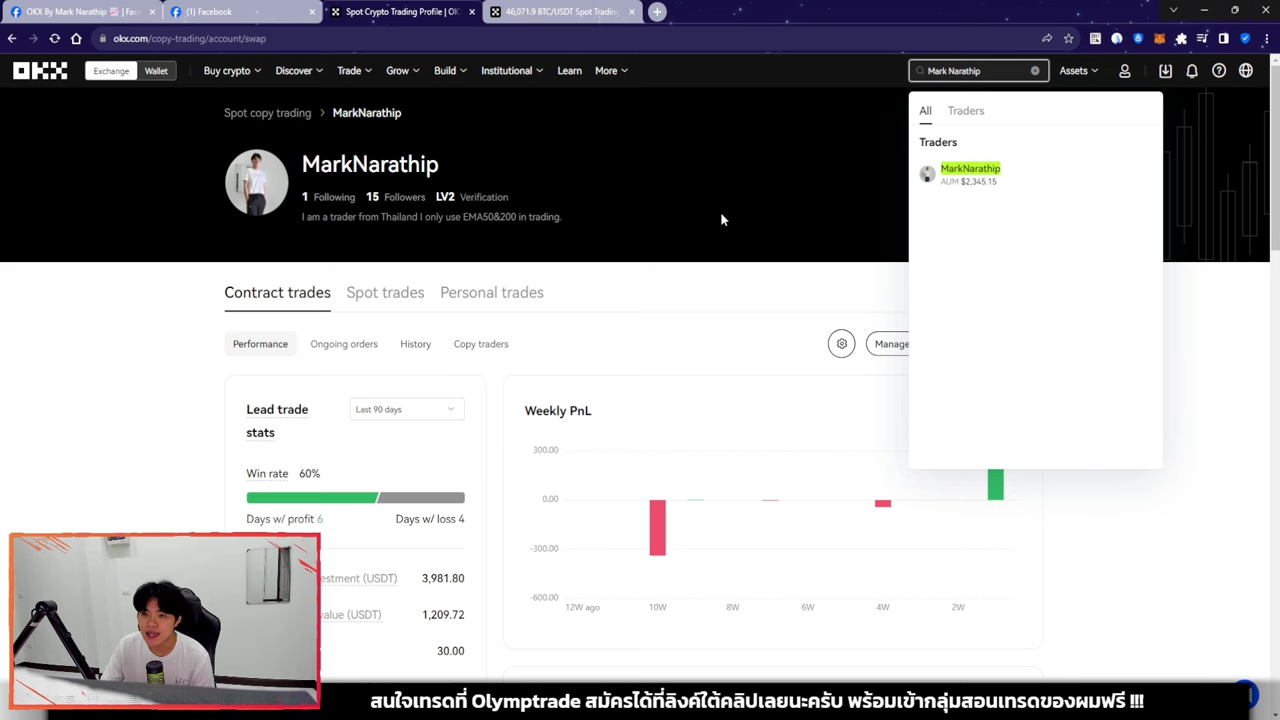 OKX By Mark Narathip 📈 | Fac
Facebook
Spot Crypto Trading Profile | OK
46,071.9 BTC/USDT Spot Trading
okx.com/copy-trading/account/swap
OKX
Exchange
Wallet
Buy crypto
Discover
Trade
Grow
Build
Institutional
Learn
More
Mark Narathip
Assets
All
Traders
Traders
MarkNarathip
AUM $2,345.15
Spot copy trading
MarkNarathip
MarkNarathip
1 Following 15 Followers LV2 Verification
I am a trader from Thailand I only use EMA50&200 in trading.
Contract trades
Spot trades
Personal trades
Performance
Ongoing orders
History
Copy traders
Manage
Lead trade
stats
Last 90 days
Win rate 60%
Days w/ profit 6
Days w/ loss 4
estment (USDT) 3,981.80
value (USDT) 1,209.72
30.00
Weekly PnL
300.00
0.00
-300.00
-600.00
12W ago
10W
8W
6W
4W
2W
สนใจเทรดที่ Olymptrade สมัครได้ที่ลิงค์ใต้คลิปเลยนะครับ พร้อมเข้ากลุ่มสอนเทรดของผมฟรี !!!